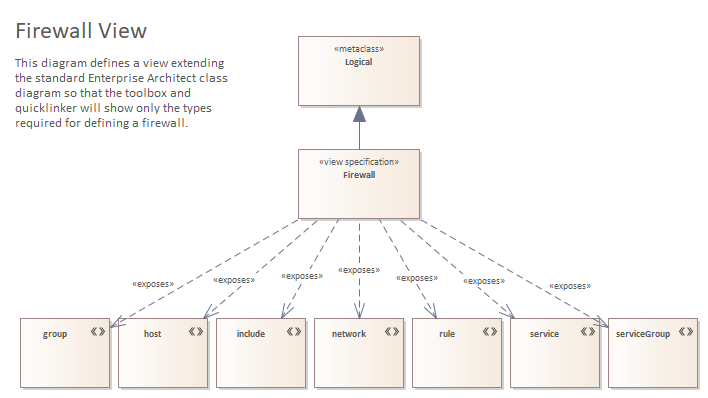 Firewall View
This diagram defines a view extending
the standard Enterprise Architect class
diagram so that the toolbox and
quicklinker will show only the types
required for defining a firewall.
«metaclass»
Logical
«view specification»
Firewall
«exposes»
«exposes»
«exposes»
«exposes»
«exposes»
«exposes»
«exposes»
group
host
include
network
rule
service
serviceGroup